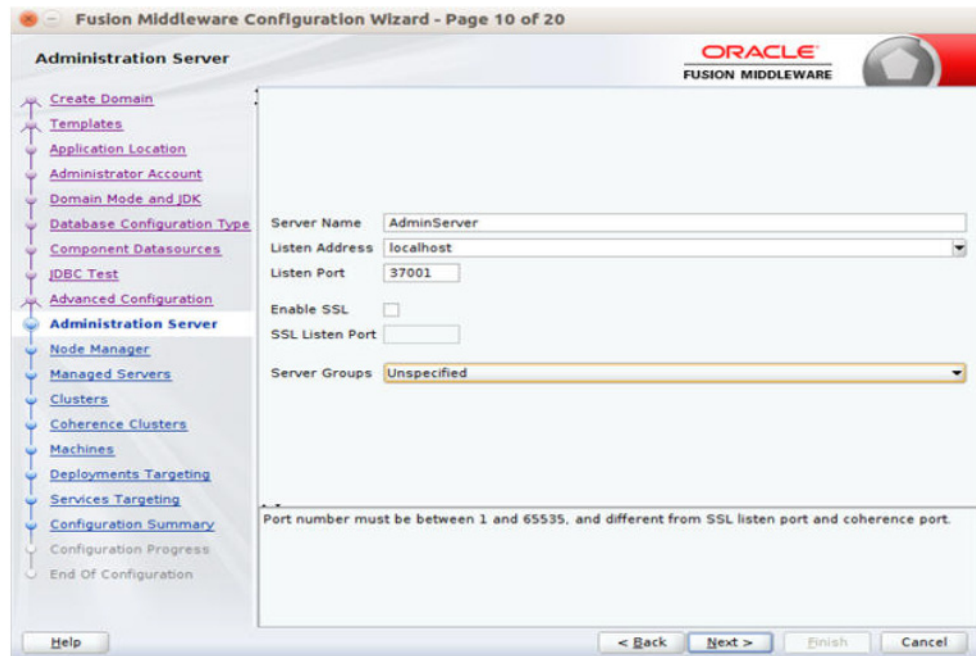 Fusion Middleware Configuration Wizard - Page 10 of 20
Administration Server
ORACLE
FUSION MIDDLEWARE
Create Domain
Templates
Application Location
Administrator Account
Domain Mode and JDK
Database Configuration Type
Component Datasources
JDBC Test
Advanced Configuration
Administration Server
Node Manager
Managed Servers
Clusters
Coherence Clusters
Machines
Deployments Targeting
Services Targeting
Configuration Summary
Configuration Progress
End Of Configuration
Server Name AdminServer
Listen Address localhost
Listen Port 37001
Enable SSL
SSL Listen Port
Server Groups Unspecified
Port number must be between 1 and 65535, and different from SSL listen port and coherence port.
Help < Back Next > Finish Cancel